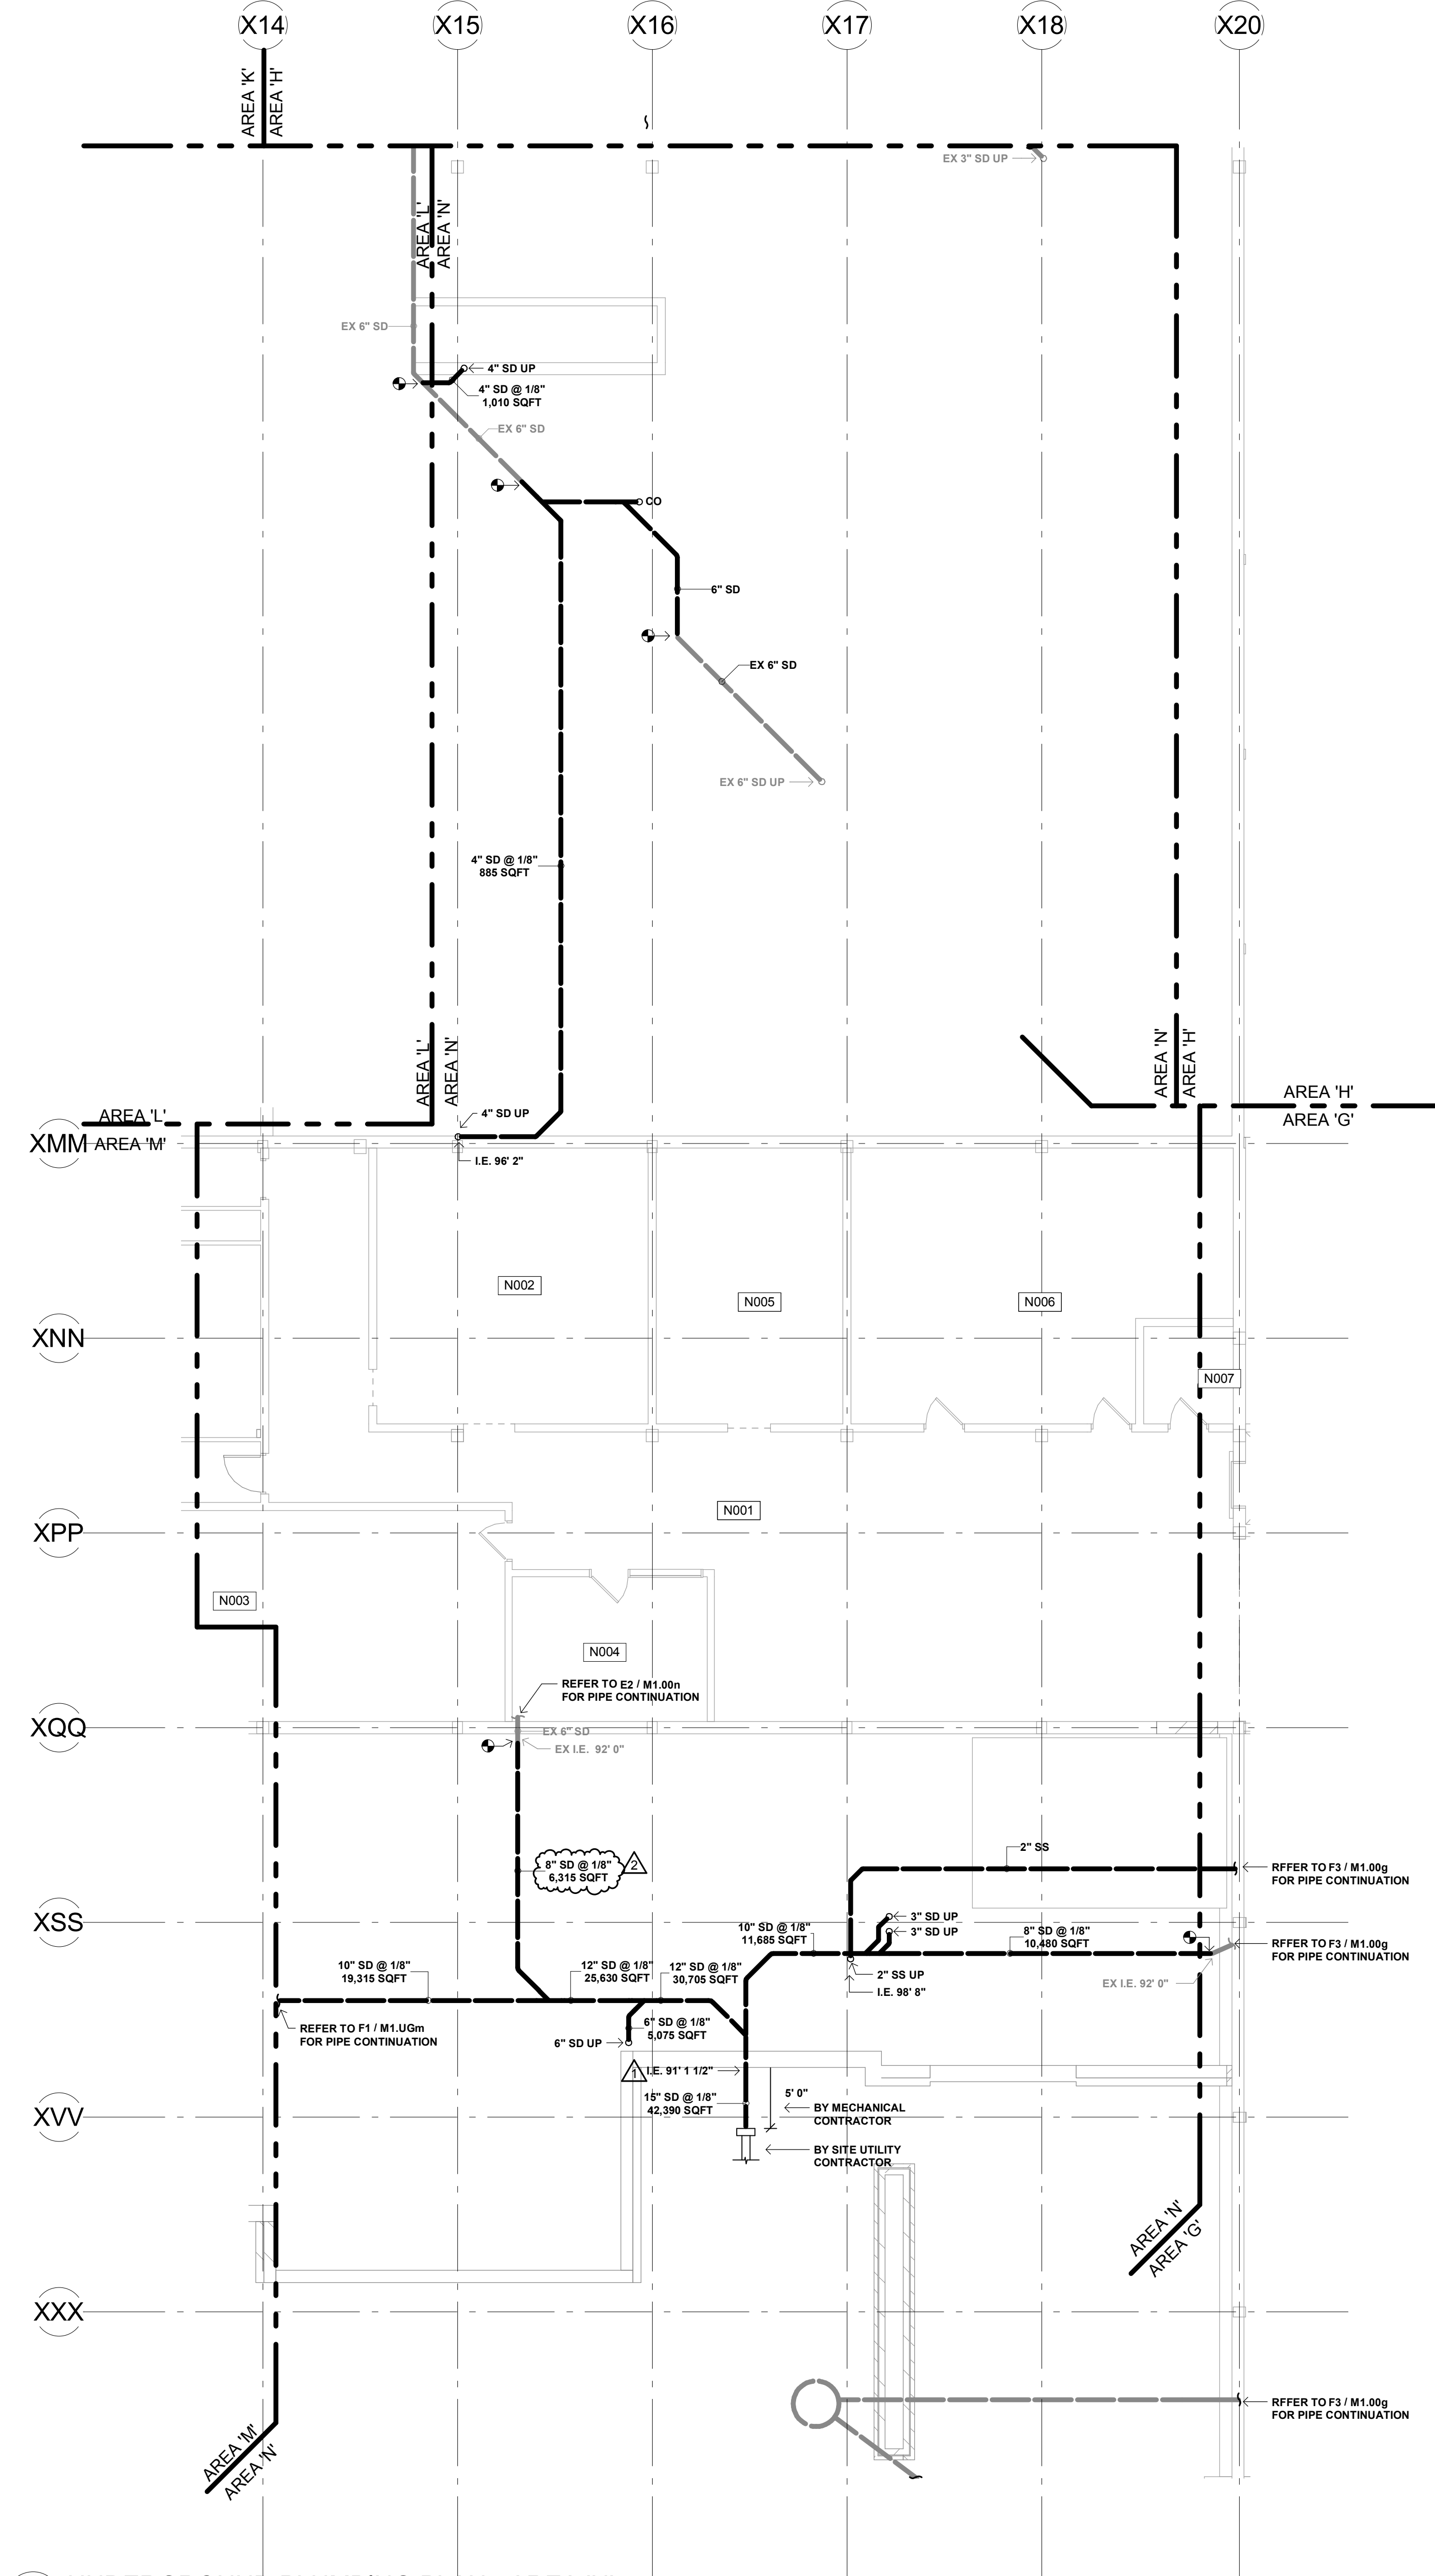 X14
X15
X16
X17
X18
X20
AREA 'K'
AREA 'H'
EX 3" SD UP
AREA 'L'
AREA 'N'
EX 6" SD
4" SD UP
4" SD @ 1/8"
1,010 SQFT
EX 6" SD
CO
6" SD
EX 6" SD
EX 6" SD UP
4" SD @ 1/8"
885 SQFT
AREA 'L'
AREA 'N'
AREA 'N'
AREA 'H'
AREA 'H'
AREA 'G'
AREA 'L'
AREA 'M'
4" SD UP
XMM
I.E. 96' 2"
N002
N005
N006
XNN
N007
N001
XPP
N003
N004
REFER TO E2 / M1.00n
FOR PIPE CONTINUATION
XQQ
EX 6" SD
EX I.E. 92' 0"
2" SS
8" SD @ 1/8"
6,315 SQFT
2
RFFER TO F3 / M1.00g
FOR PIPE CONTINUATION
XSS
3" SD UP
3" SD UP
10" SD @ 1/8"
11,685 SQFT
8" SD @ 1/8"
10,480 SQFT
RFFER TO F3 / M1.00g
FOR PIPE CONTINUATION
10" SD @ 1/8"
19,315 SQFT
12" SD @ 1/8"
25,630 SQFT
12" SD @ 1/8"
30,705 SQFT
2" SS UP
EX I.E. 92' 0"
I.E. 98' 8"
REFER TO F1 / M1.UGm
FOR PIPE CONTINUATION
6" SD @ 1/8"
5,075 SQFT
6" SD UP
1
I.E. 91' 1 1/2"
15" SD @ 1/8"
42,390 SQFT
5' 0"
BY MECHANICAL
CONTRACTOR
XVV
BY SITE UTILITY
CONTRACTOR
AREA 'N'
AREA 'G'
XXX
RFFER TO F3 / M1.00g
FOR PIPE CONTINUATION
AREA 'M'
AREA 'N'